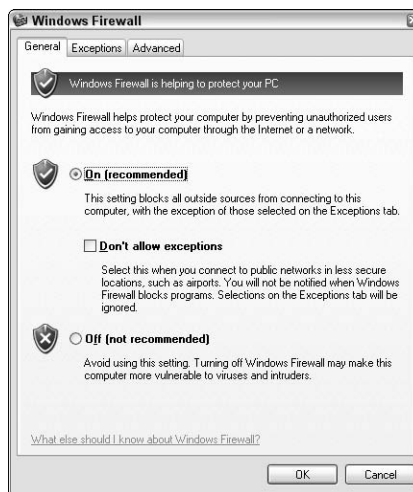 Windows Firewall
General Exceptions Advanced
Windows Firewall is helping to protect your PC
Windows Firewall helps protect your computer by preventing unauthorized users
from gaining access to your computer through the Internet or a network.
On (recommended)
This setting blocks all outside sources from connecting to this
computer, with the exception of those selected on the Exceptions tab.
Don't allow exceptions
Select this when you connect to public networks in less secure
locations, such as airports. You will not be notified when Windows
Firewall blocks programs. Selections on the Exceptions tab will be
ignored.
Off (not recommended)
Avoid using this setting. Turning off Windows Firewall may make this
computer more vulnerable to viruses and intruders.
What else should I know about Windows Firewall?
OK Cancel